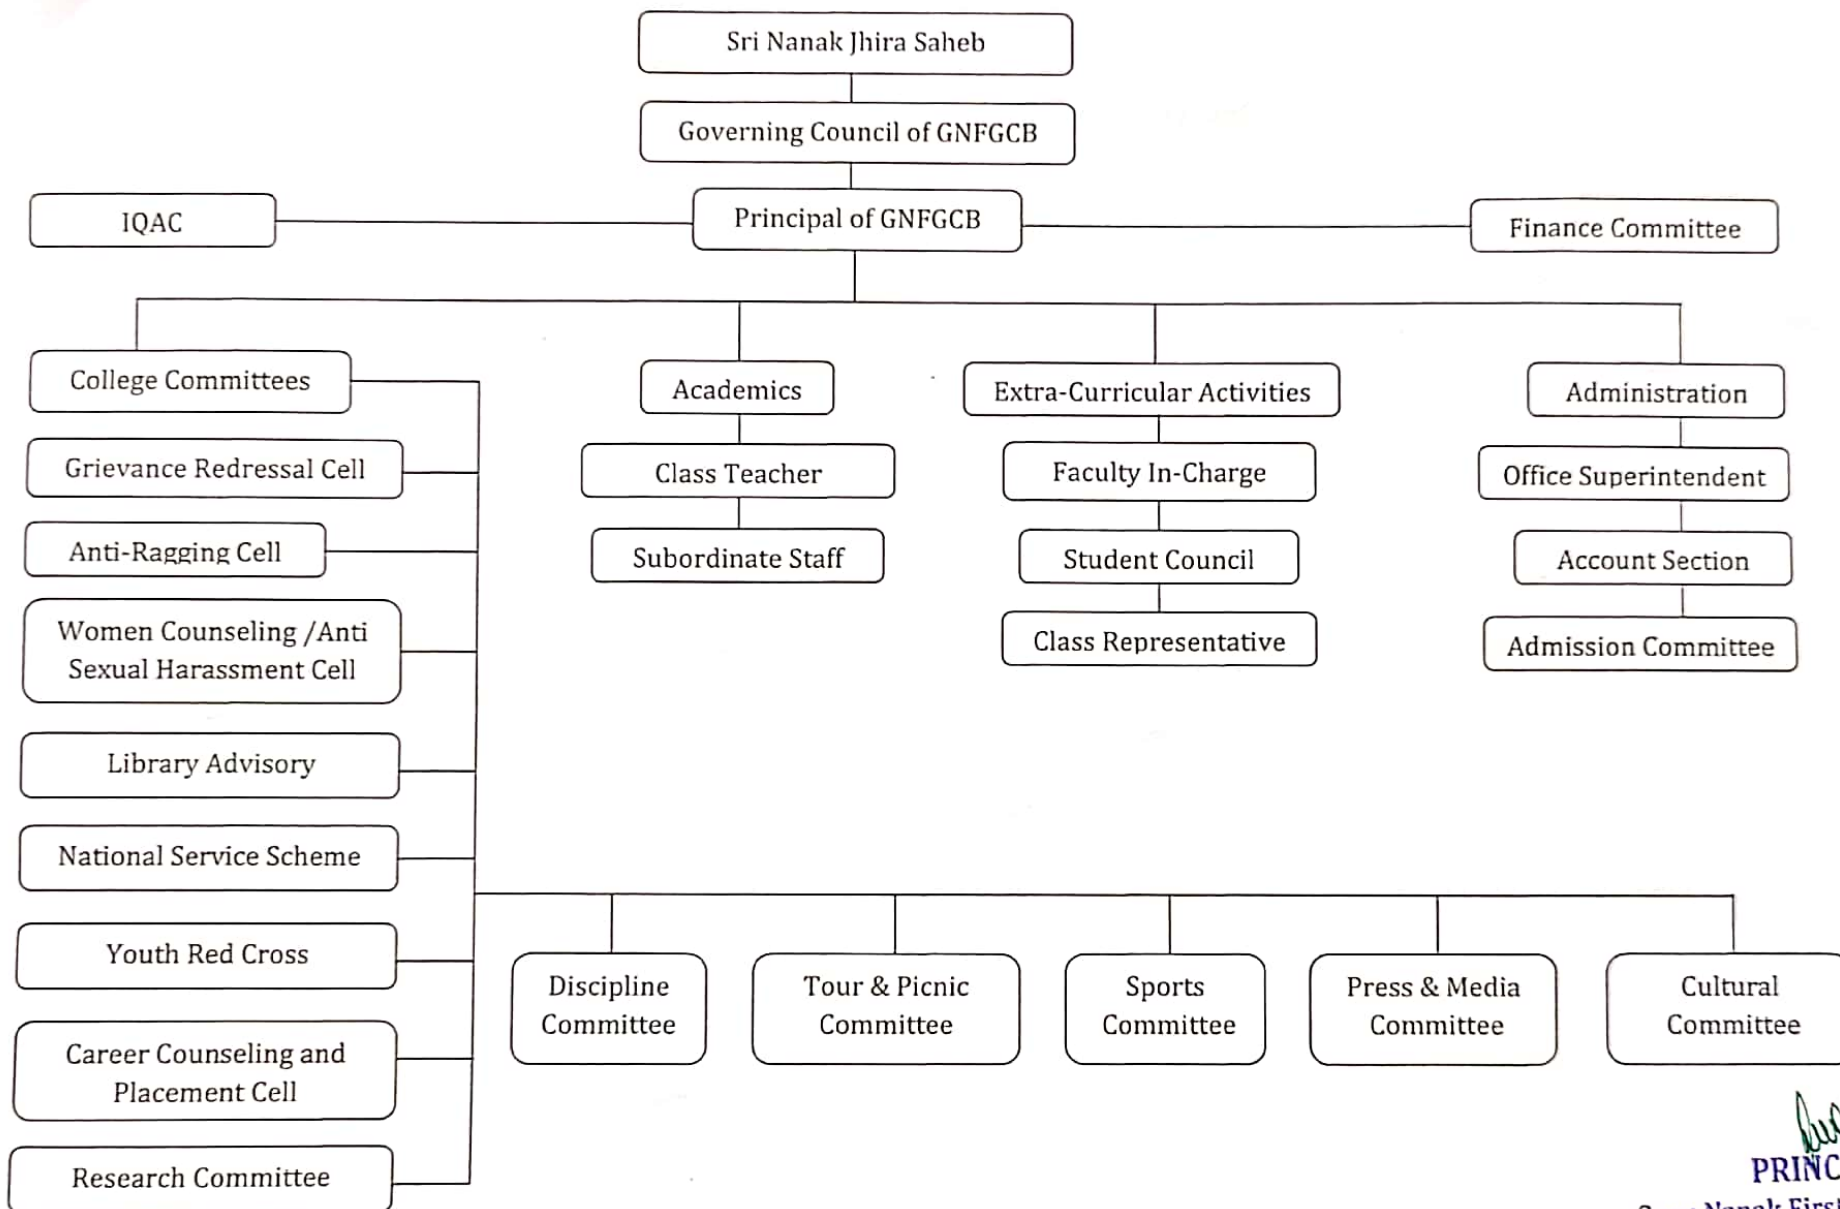 Sri Nanak Jhira Saheb
Governing Council of GNFGCB
IQAC
Principal of GNFGCB
Finance Committee
College Committees
Grievance Redressal Cell
Anti-Ragging Cell
Women Counseling /Anti
Sexual Harassment Cell
Library Advisory
National Service Scheme
Youth Red Cross
Career Counseling and
Placement Cell
Research Committee
Academics
Class Teacher
Subordinate Staff
Extra-Curricular Activities
Faculty In-Charge
Student Council
Class Representative
Administration
Office Superintendent
Account Section
Admission Committee
Discipline
Committee
Tour & Picnic
Committee
Sports
Committee
Press & Media
Committee
Cultural
Committee
PRINC
Nanak First